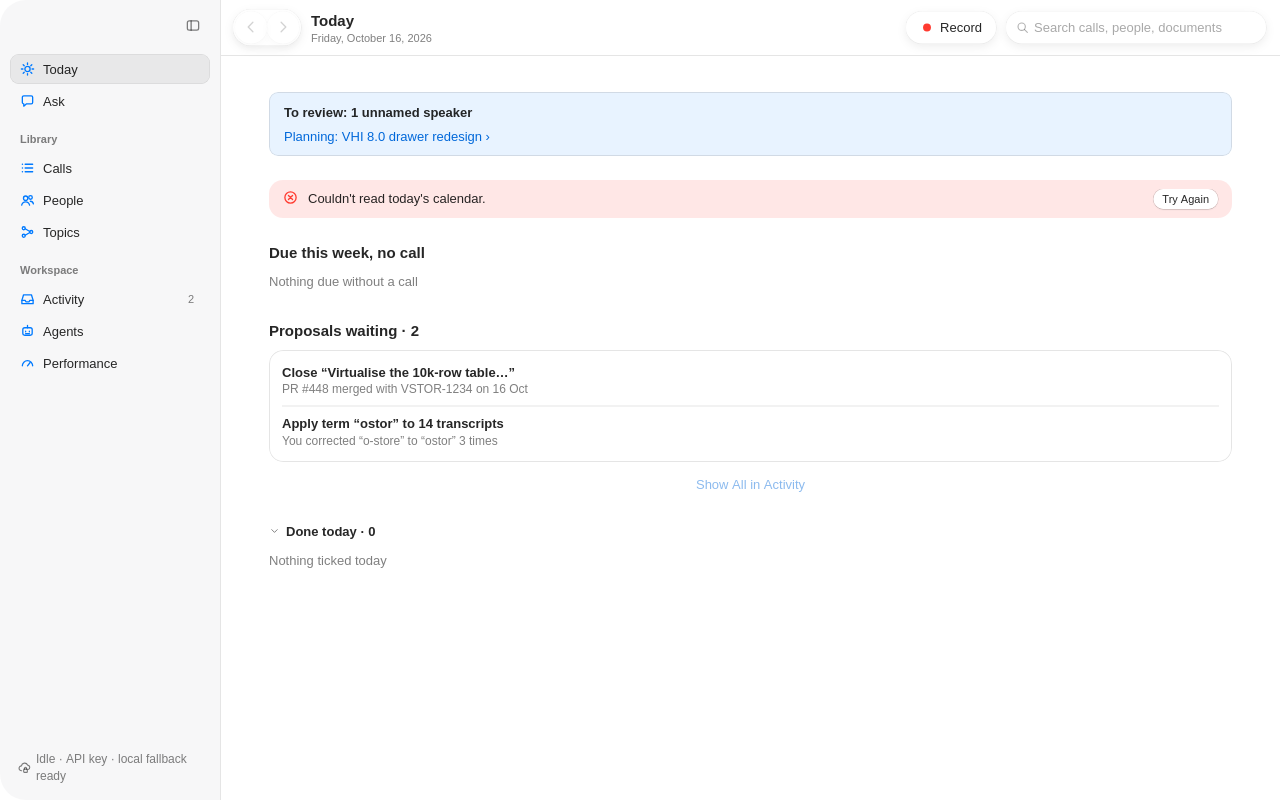 Today
Ask
Library
Calls
People
Topics
Workspace
Activity 2
Agents
Performance
Idle · API key · local fallback
ready
Today
Friday, October 16, 2026
Record
Search calls, people, documents
To review: 1 unnamed speaker
Planning: VHI 8.0 drawer redesign ›
Couldn't read today's calendar.
Try Again
Due this week, no call
Nothing due without a call
Proposals waiting · 2
Close “Virtualise the 10k-row table…”
PR #448 merged with VSTOR-1234 on 16 Oct
Apply term “ostor” to 14 transcripts
You corrected “o-store” to “ostor” 3 times
Show All in Activity
Done today · 0
Nothing ticked today